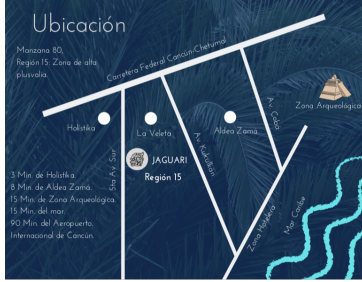 Ubicación
Manzana 80,
Región 15. Zona de alta
plusvalía.
Carretera Federal Cancún-Chetumal
Zona Arqueológica
Holistika
La Veleta
Aldea Zamá
Av. Coba
Av. Kukulkán
5ta Av. Sur
JAGUARI
Región 15
3 Min. de Holistika.
8 Min de Aldea Zamá.
15 Min. de Zona Arqueológica.
15 Min. del mar.
90 Min del Aeropuerto
Internacional de Cancún.
Zona Hotelera
Mar Caribe